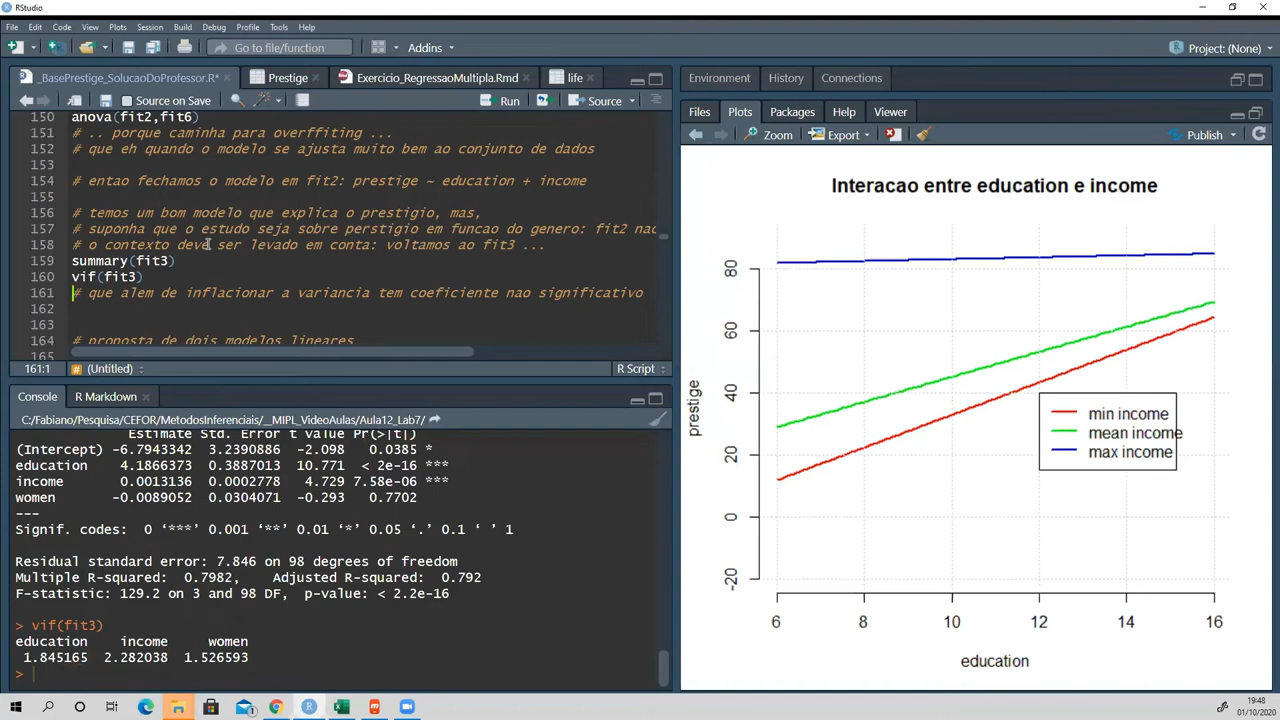 RStudio
File Edit Code View Plots Session Build Debug Profile Tools Help
Go to file/function Addins Project: (None)
_BasePrestige_SolucaoDoProfessor.R* Prestige Exercicio_RegressaoMultipla.Rmd life
Source on Save Run Source
150 anova(fit2,fit6)
151 # .. porque caminha para overffiting ...
152 # que eh quando o modelo se ajusta muito bem ao conjunto de dados
153
154 # entao fechamos o modelo em fit2: prestige ~ education + income
155
156 # temos um bom modelo que explica o prestigio, mas,
157 # suponha que o estudo seja sobre perstigio em funcao do genero: fit2 nao
158 # o contexto deve ser levado em conta: voltamos ao fit3 ...
159 summary(fit3)
160 vif(fit3)
161 # que alem de inflacionar a variancia tem coeficiente nao significativo
162
163
164 # proposta de dois modelos lineares
165
161:1 # (Untitled) R Script
Console R Markdown
C:/Fabiano/Pesquisa/CEFOR/MetodosInferenciais/__MIPL_VideoAulas/Aula12_Lab7/
Estimate Std. Error t value Pr(>|t|)
(Intercept) -6.7943342 3.2390886 -2.098 0.0385 *
education 4.1866373 0.3887013 10.771 < 2e-16 ***
income 0.0013136 0.0002778 4.729 7.58e-06 ***
women -0.0089052 0.0304071 -0.293 0.7702
---
Signif. codes: 0 ‘***’ 0.001 ‘**’ 0.01 ‘*’ 0.05 ‘.’ 0.1 ‘ ’ 1
Residual standard error: 7.846 on 98 degrees of freedom
Multiple R-squared: 0.7982, Adjusted R-squared: 0.792
F-statistic: 129.2 on 3 and 98 DF, p-value: < 2.2e-16
> vif(fit3)
education income women
1.845165 2.282038 1.526593
>
Environment History Connections
Files Plots Packages Help Viewer
Zoom Export Publish
Interacao entre education e income
prestige
80
60
40
20
0
-20
min income
mean income
max income
6 8 10 12 14 16
education
19:48
01/10/2020